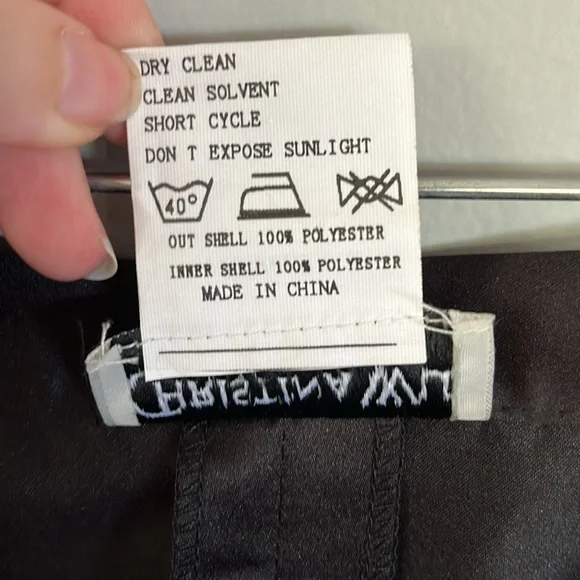 DRY CLEAN
CLEAN SOLVENT
SHORT CYCLE
DON T EXPOSE SUNLIGHT
40°
OUT SHELL 100% POLYESTER
INNER SHELL 100% POLYESTER
MADE IN CHINA
CHRISTINA